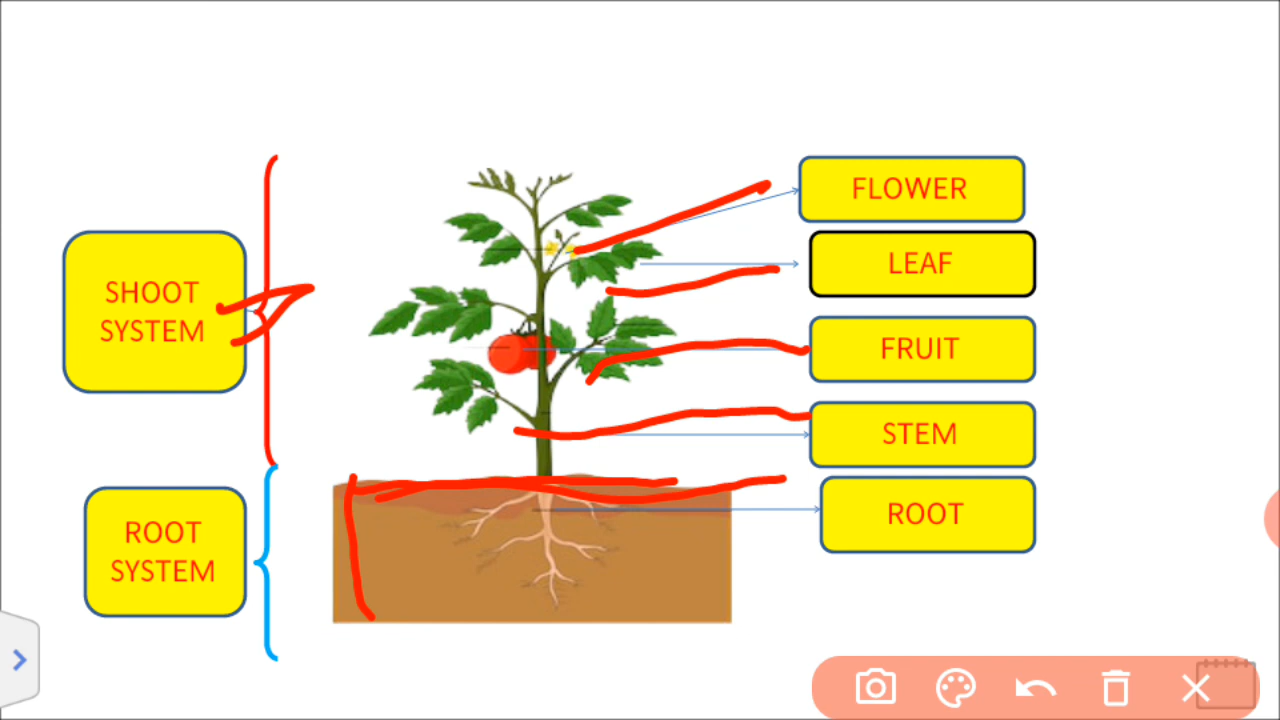 FLOWER
LEAF
SHOOT
SYSTEM
FRUIT
STEM
ROOT
ROOT
SYSTEM